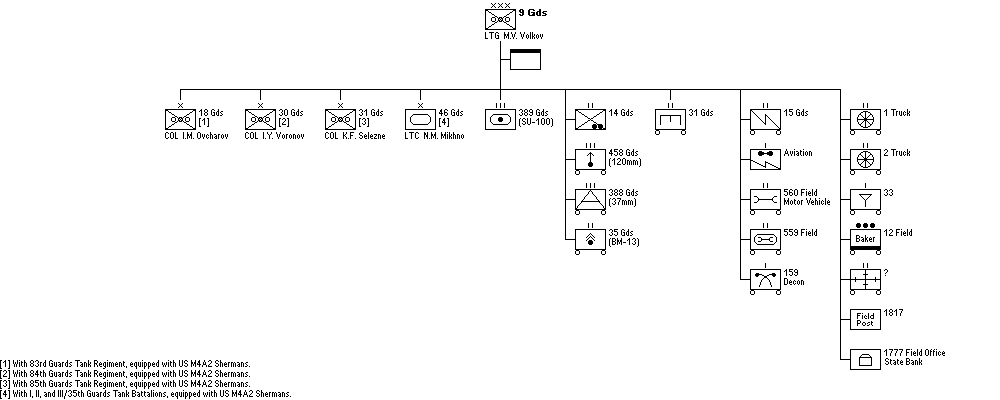 XXX
9 Gds
LTG M.V. Volkov
X
18 Gds
[1]
COL I.M. Ovcharov
X
30 Gds
[2]
COL I.Y. Voronov
X
31 Gds
[3]
COL K.F. Selezne
X
46 Gds
[4]
LTC N.M. Mikhno
III
389 Gds
(SU-100)
II
14 Gds
III
458 Gds
(120mm)
III
388 Gds
(37mm)
II
35 Gds
(BM-13)
II
31 Gds
II
15 Gds
I
Aviation
II
560 Field
Motor Vehicle
II
559 Field
I
159
Decon
II
1 Truck
II
2 Truck
II
33
Baker
12 Field
II
?
Field
Post
1817
1777 Field Office
State Bank
[1] With 83rd Guards Tank Regiment, equipped with US M4A2 Shermans.
[2] With 84th Guards Tank Regiment, equipped with US M4A2 Shermans.
[3] With 85th Guards Tank Regiment, equipped with US M4A2 Shermans.
[4] With I, II, and III/35th Guards Tank Battalions, equipped with US M4A2 Shermans.